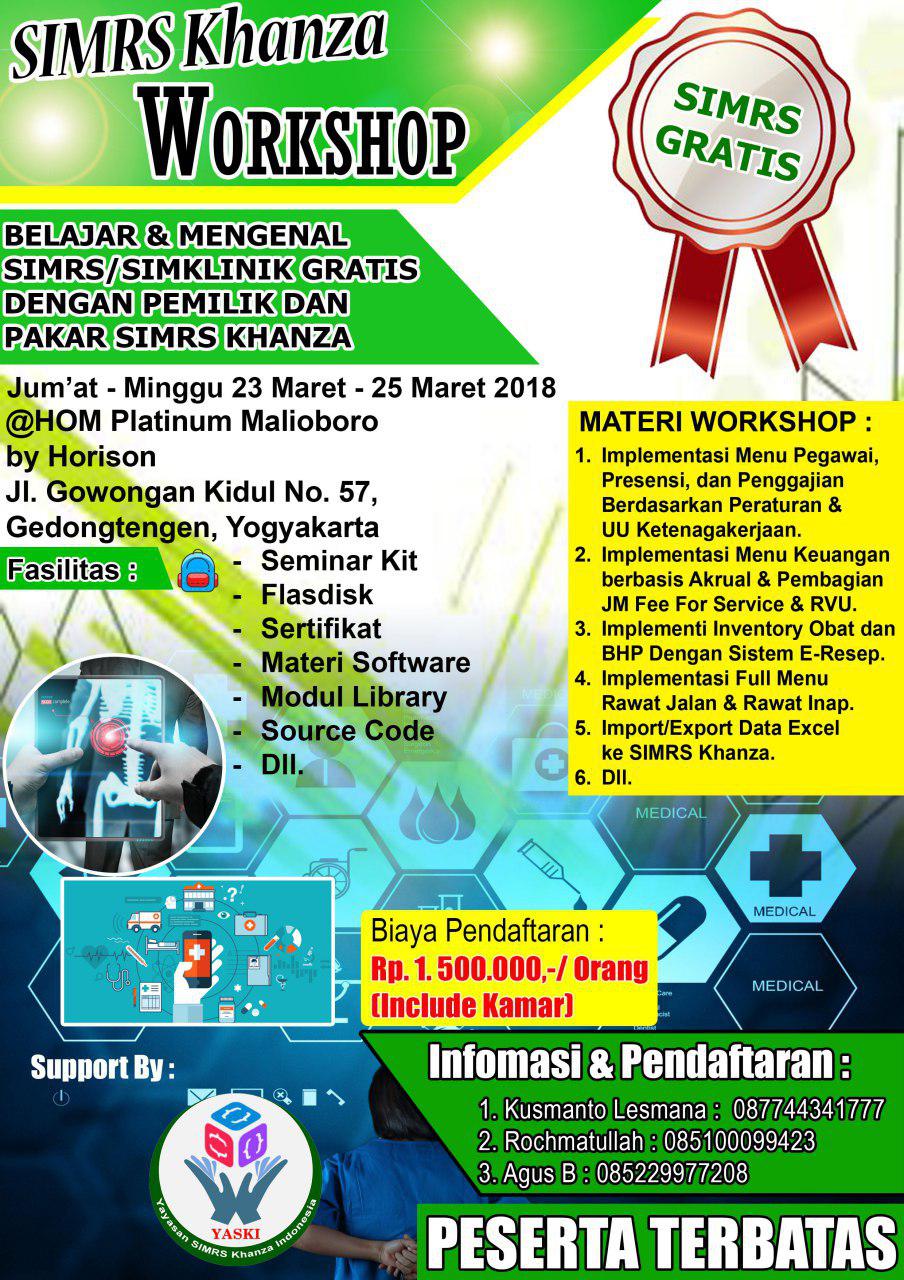 SIMRS Khanza
WORKSHOP
SIMRS
GRATIS
BELAJAR & MENGENAL
SIMRS/SIMKLINIK GRATIS
DENGAN PEMILIK DAN
PAKAR SIMRS KHANZA
Jum'at - Minggu 23 Maret - 25 Maret 2018
@HOM Platinum Malioboro
by Horison
Jl. Gowongan Kidul No. 57,
Gedongtengen, Yogyakarta
Fasilitas :
- Seminar Kit
- Flasdisk
- Sertifikat
- Materi Software
- Modul Library
- Source Code
- Dll.
MATERI WORKSHOP :
1. Implementasi Menu Pegawai,
Presensi, dan Penggajian
Berdasarkan Peraturan &
UU Ketenagakerjaan.
2. Implementasi Menu Keuangan
berbasis Akrual & Pembagian
JM Fee For Service & RVU.
3. Implementi Inventory Obat dan
BHP Dengan Sistem E-Resep.
4. Implementasi Full Menu
Rawat Jalan & Rawat Inap.
5. Import/Export Data Excel
ke SIMRS Khanza.
6. Dll.
MEDICAL
MEDICAL
MEDICAL
Biaya Pendaftaran :
Rp. 1. 500.000,-/ Orang
(Include Kamar)
Support By :
YASKI
Yayasan SIMRS Khanza Indonesia
Infomasi & Pendaftaran :
1. Kusmanto Lesmana : 087744341777
2. Rochmatullah : 085100099423
3. Agus B : 085229977208
PESERTA TERBATAS